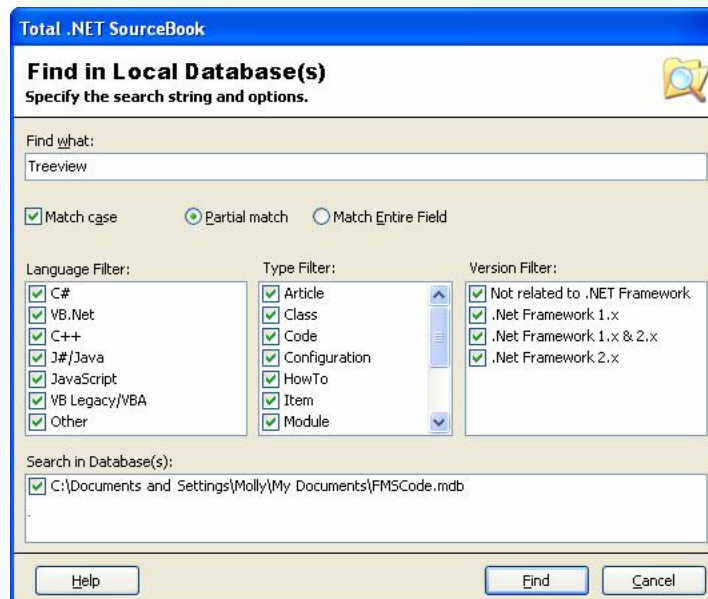 Total .NET SourceBook
Find in Local Database(s)
Specify the search string and options.
Find what:
Treeview
Match case
Partial match
Match Entire Field
Language Filter:
C#
VB.Net
C++
J#/Java
JavaScript
VB Legacy/VBA
Other
Type Filter:
Article
Class
Code
Configuration
HowTo
Item
Module
Version Filter:
Not related to .NET Framework
.Net Framework 1.x
.Net Framework 1.x & 2.x
.Net Framework 2.x
Search in Database(s):
C:\Documents and Settings\Molly\My Documents\FMSCode.mdb
.
Help
Find
Cancel